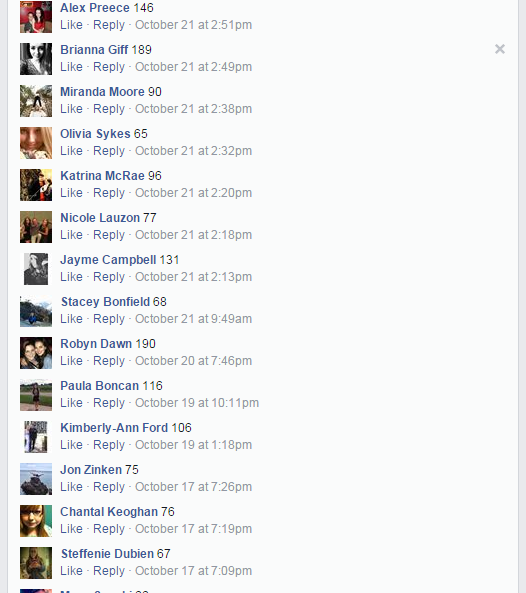 Alex Preece 146
Like · Reply · October 21 at 2:51pm
Brianna Giff 189
Like · Reply · October 21 at 2:49pm
Miranda Moore 90
Like · Reply · October 21 at 2:38pm
Olivia Sykes 65
Like · Reply · October 21 at 2:32pm
Katrina McRae 96
Like · Reply · October 21 at 2:20pm
Nicole Lauzon 77
Like · Reply · October 21 at 2:18pm
Jayme Campbell 131
Like · Reply · October 21 at 2:13pm
Stacey Bonfield 68
Like · Reply · October 21 at 9:49am
Robyn Dawn 190
Like · Reply · October 20 at 7:46pm
Paula Boncan 116
Like · Reply · October 19 at 10:11pm
Kimberly-Ann Ford 106
Like · Reply · October 19 at 1:18pm
Jon Zinken 75
Like · Reply · October 17 at 7:26pm
Chantal Keoghan 76
Like · Reply · October 17 at 7:19pm
Steffenie Dubien 67
Like · Reply · October 17 at 7:09pm